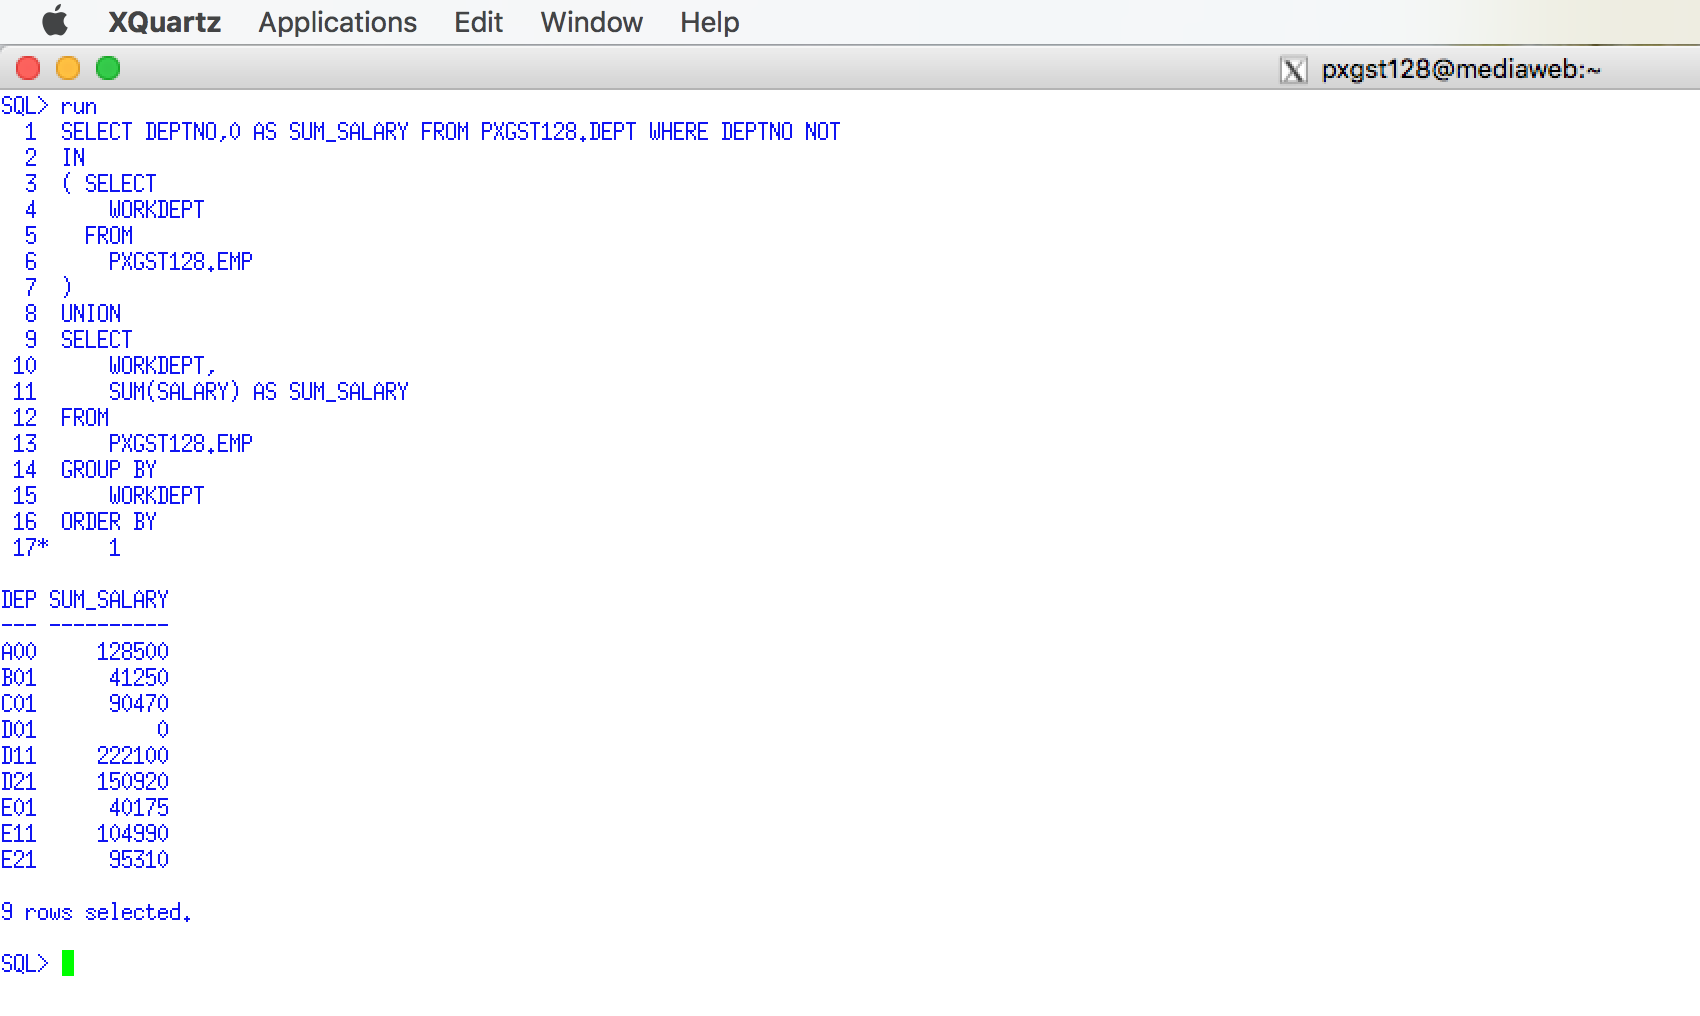 XQuartz Applications Edit Window Help
X pxgst128@mediaweb:~
SQL> run
  1  SELECT DEPTNO,0 AS SUM_SALARY FROM PXGST128.DEPT WHERE DEPTNO NOT
  2  IN
  3  ( SELECT
  4      WORKDEPT
  5    FROM
  6      PXGST128.EMP
  7  )
  8  UNION
  9  SELECT
 10      WORKDEPT,
 11      SUM(SALARY) AS SUM_SALARY
 12  FROM
 13      PXGST128.EMP
 14  GROUP BY
 15      WORKDEPT
 16  ORDER BY
 17*     1
DEP SUM_SALARY
--- ----------
A00     128500
B01      41250
C01      90470
D01          0
D11     222100
D21     150920
E01      40175
E11     104990
E21      95310
9 rows selected.
SQL>